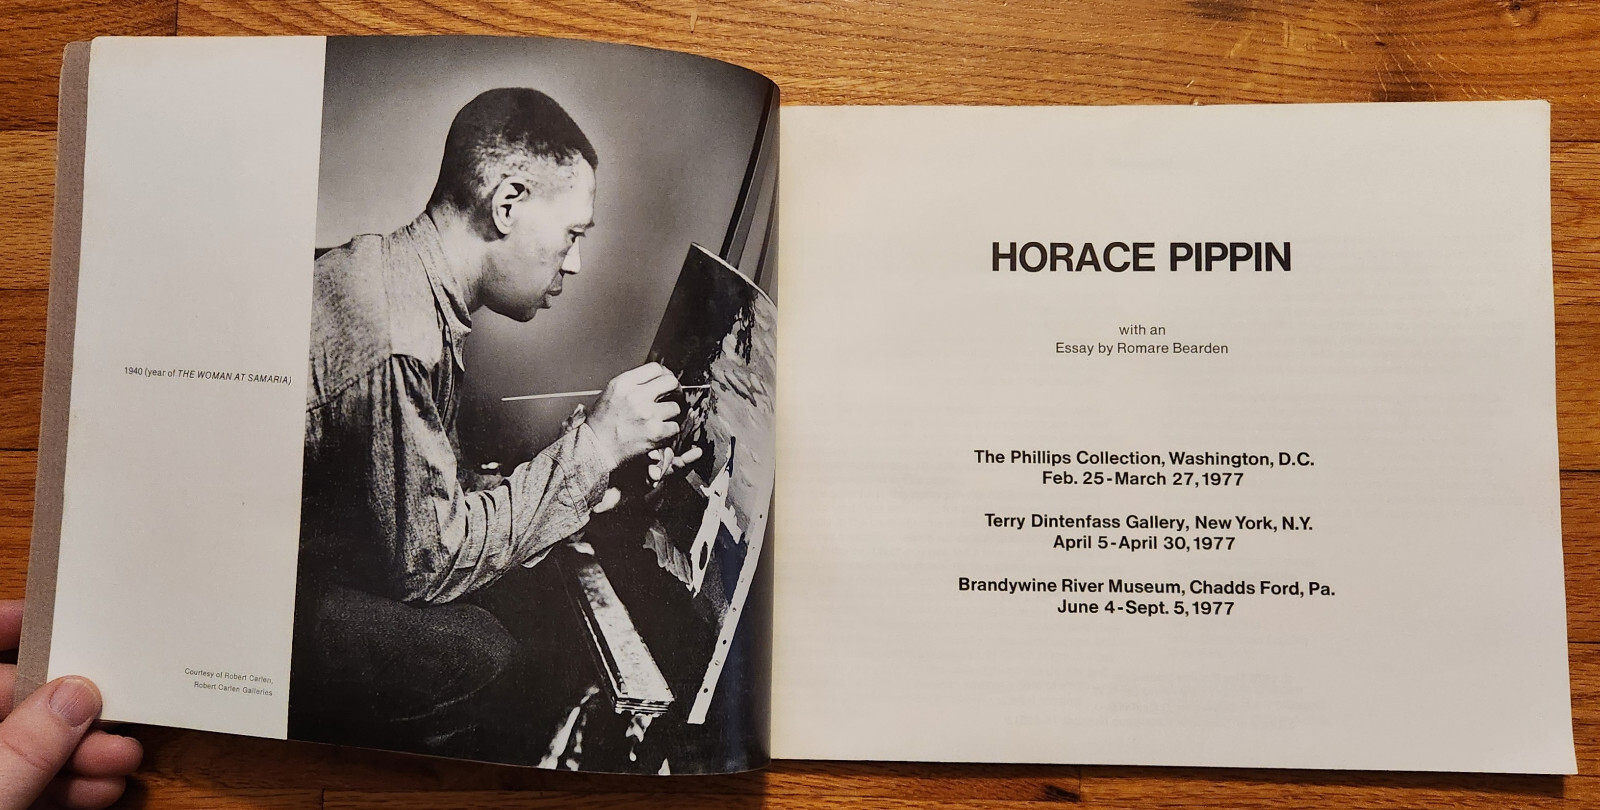 1940 (year of THE WOMAN AT SAMARIA)
Courtesy of Robert Carlen,
Robert Carlen Galleries
HORACE PIPPIN
with an
Essay by Romare Bearden
The Phillips Collection, Washington, D.C.
Feb. 25-March 27, 1977
Terry Dintenfass Gallery, New York, N.Y.
April 5-April 30, 1977
Brandywine River Museum, Chadds Ford, Pa.
June 4-Sept. 5, 1977